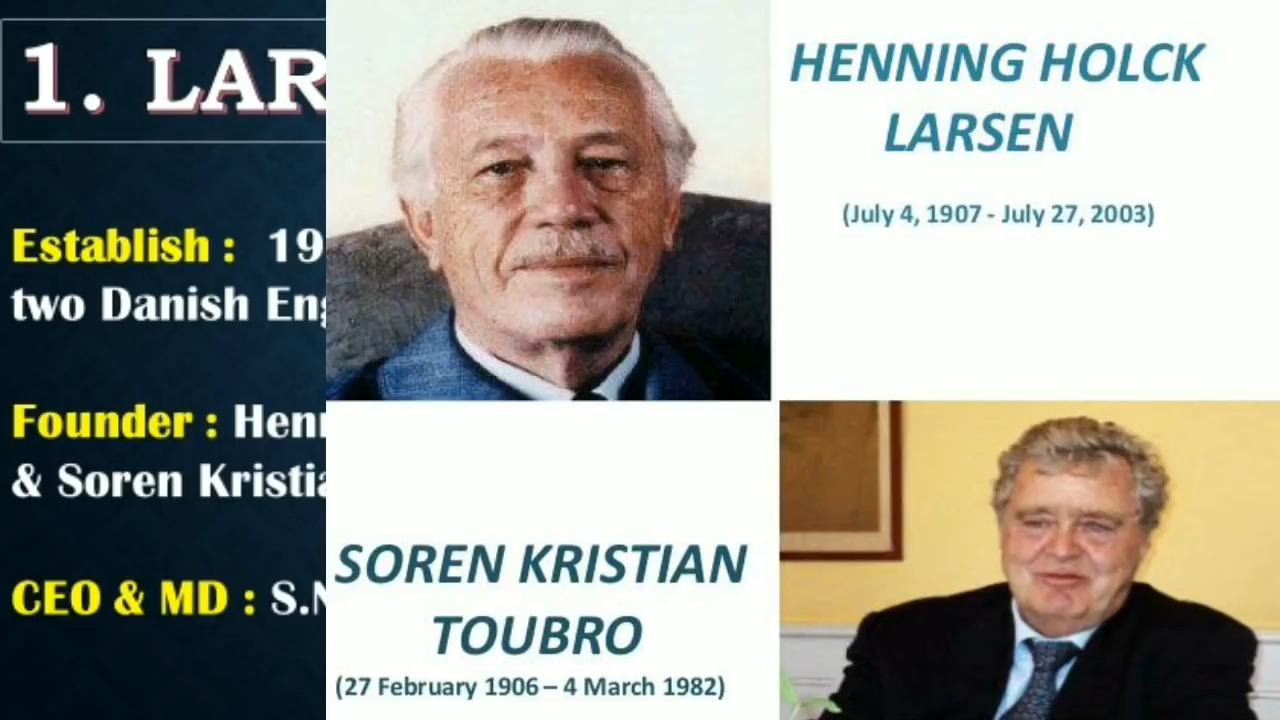 1. LAR
Establish : 19
two Danish Eng
Founder : Henn
& Soren Kristia
CEO & MD : S.N
HENNING HOLCK
LARSEN
(July 4, 1907 - July 27, 2003)
SOREN KRISTIAN
TOUBRO
(27 February 1906 – 4 March 1982)